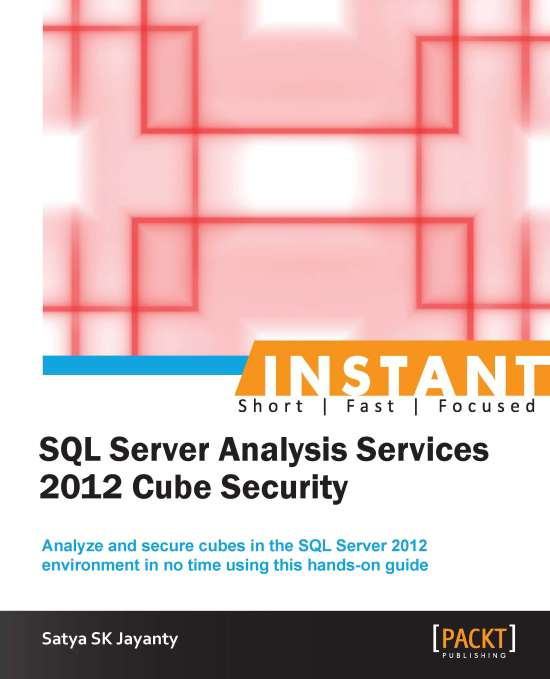 INSTANT
Short | Fast | Focused
SQL Server Analysis Services
2012 Cube Security
Analyze and secure cubes in the SQL Server 2012
environment in no time using this hands-on guide
Satya SK Jayanty
[PACKT]
PUBLISHING